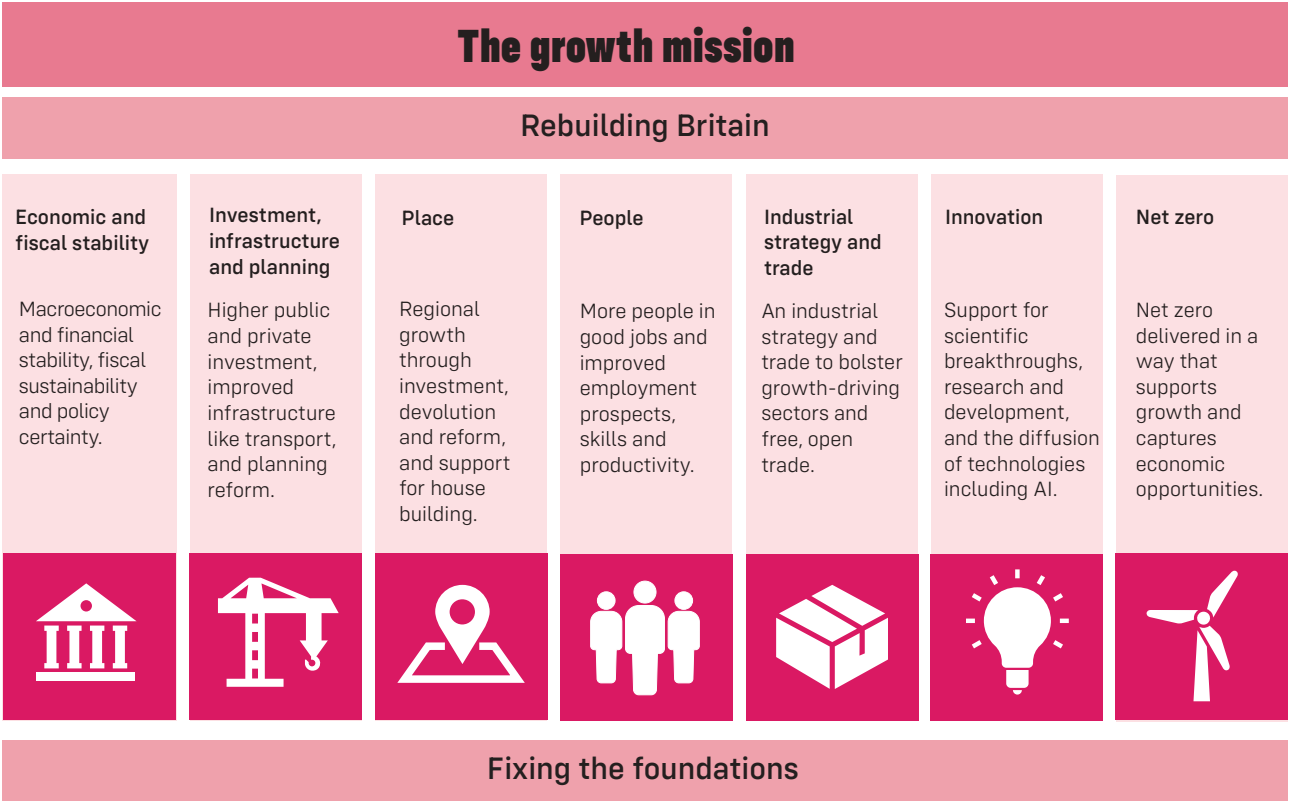 The growth mission
Rebuilding Britain
Economic and
fiscal stability
Macroeconomic
and financial
stability, fiscal
sustainability
and policy
certainty.
Investment,
infrastructure
and planning
Higher public
and private
investment,
improved
infrastructure
like transport,
and planning
reform.
Place
Regional
growth
through
investment,
devolution
and reform,
and support
for house
building.
People
More people in
good jobs and
improved
employment
prospects,
skills and
productivity.
Industrial
strategy and
trade
An industrial
strategy and
trade to bolster
growth-driving
sectors and
free, open
trade.
Innovation
Support for
scientific
breakthroughs,
research and
development,
and the diffusion
of technologies
including AI.
Net zero
Net zero
delivered in a
way that
supports
growth and
captures
economic
opportunities.
Fixing the foundations